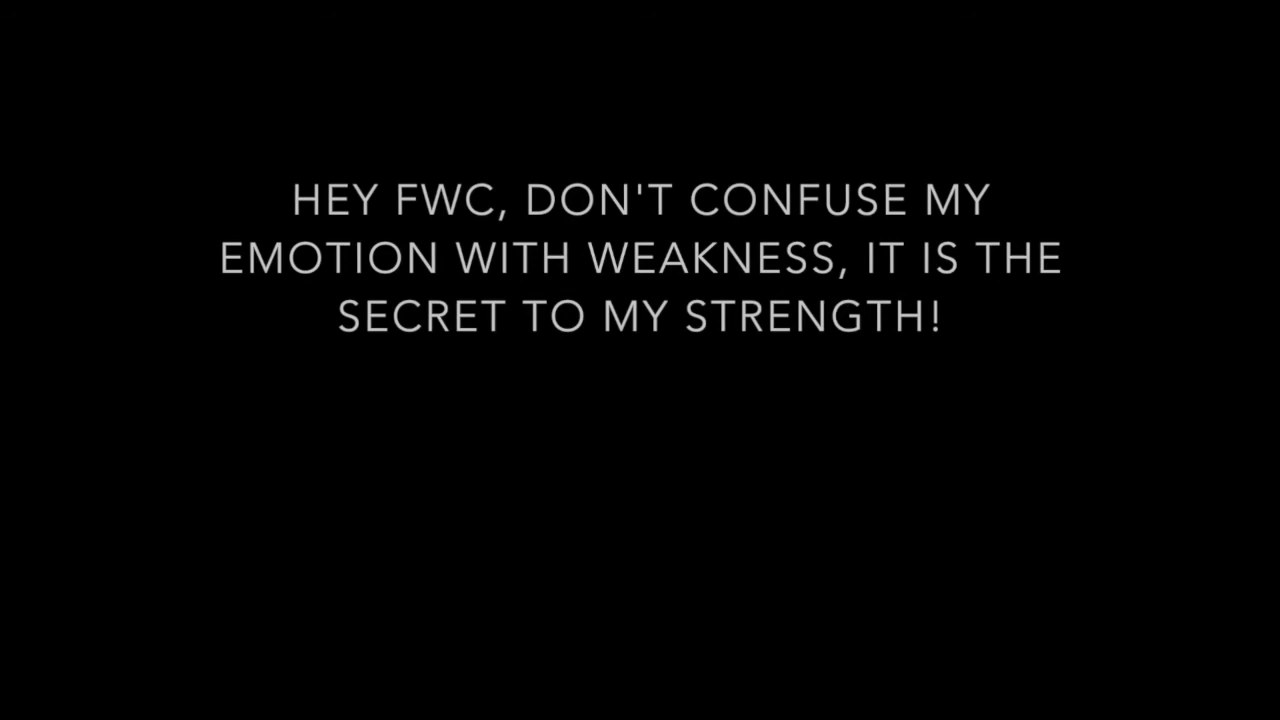 HEY FWC, DON'T CONFUSE MY
EMOTION WITH WEAKNESS, IT IS THE
SECRET TO MY STRENGTH!